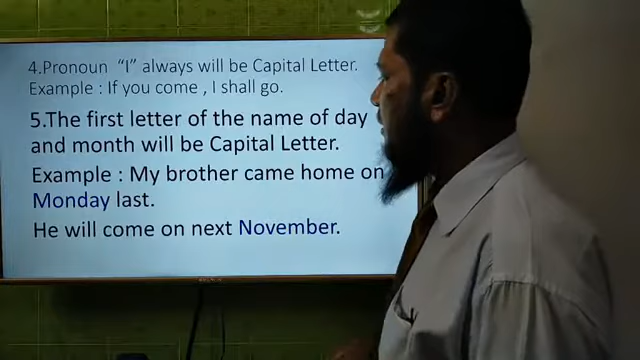 4.Pronoun “I” always will be Capital Letter.
Example : If you come , I shall go.
5.The first letter of the name of day
and month will be Capital Letter.
Example : My brother came home on
Monday last.
He will come on next November.